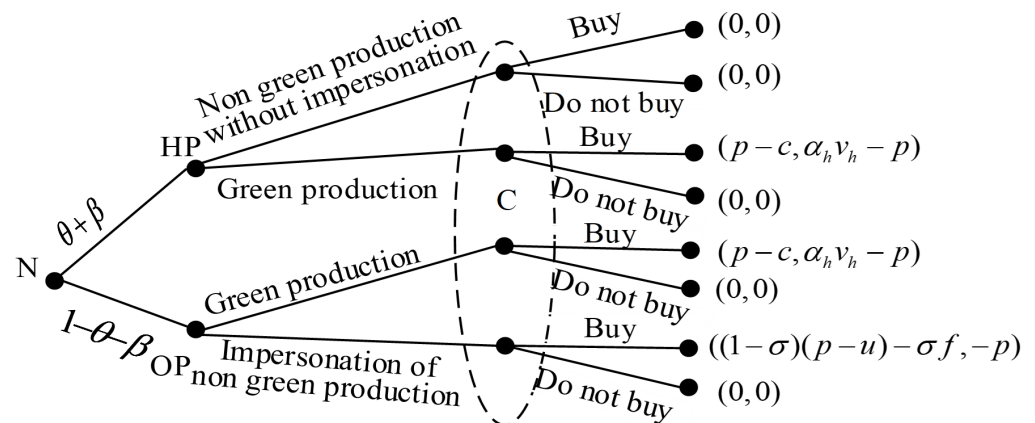 Buy
(0,0)
Non green production
without impersonation
(0,0)
Do not buy
HP
Buy
(p−c,α_h v_h −p)
Green production
Do not buy
(0,0)
θ+β
C
Buy
(p−c,α_h v_h −p)
N
Green production
Do not buy
(0,0)
1−θ−β
OP
Buy
((1−σ)(p−u)−σf,−p)
Impersonation of
non green production
Do not buy
(0,0)